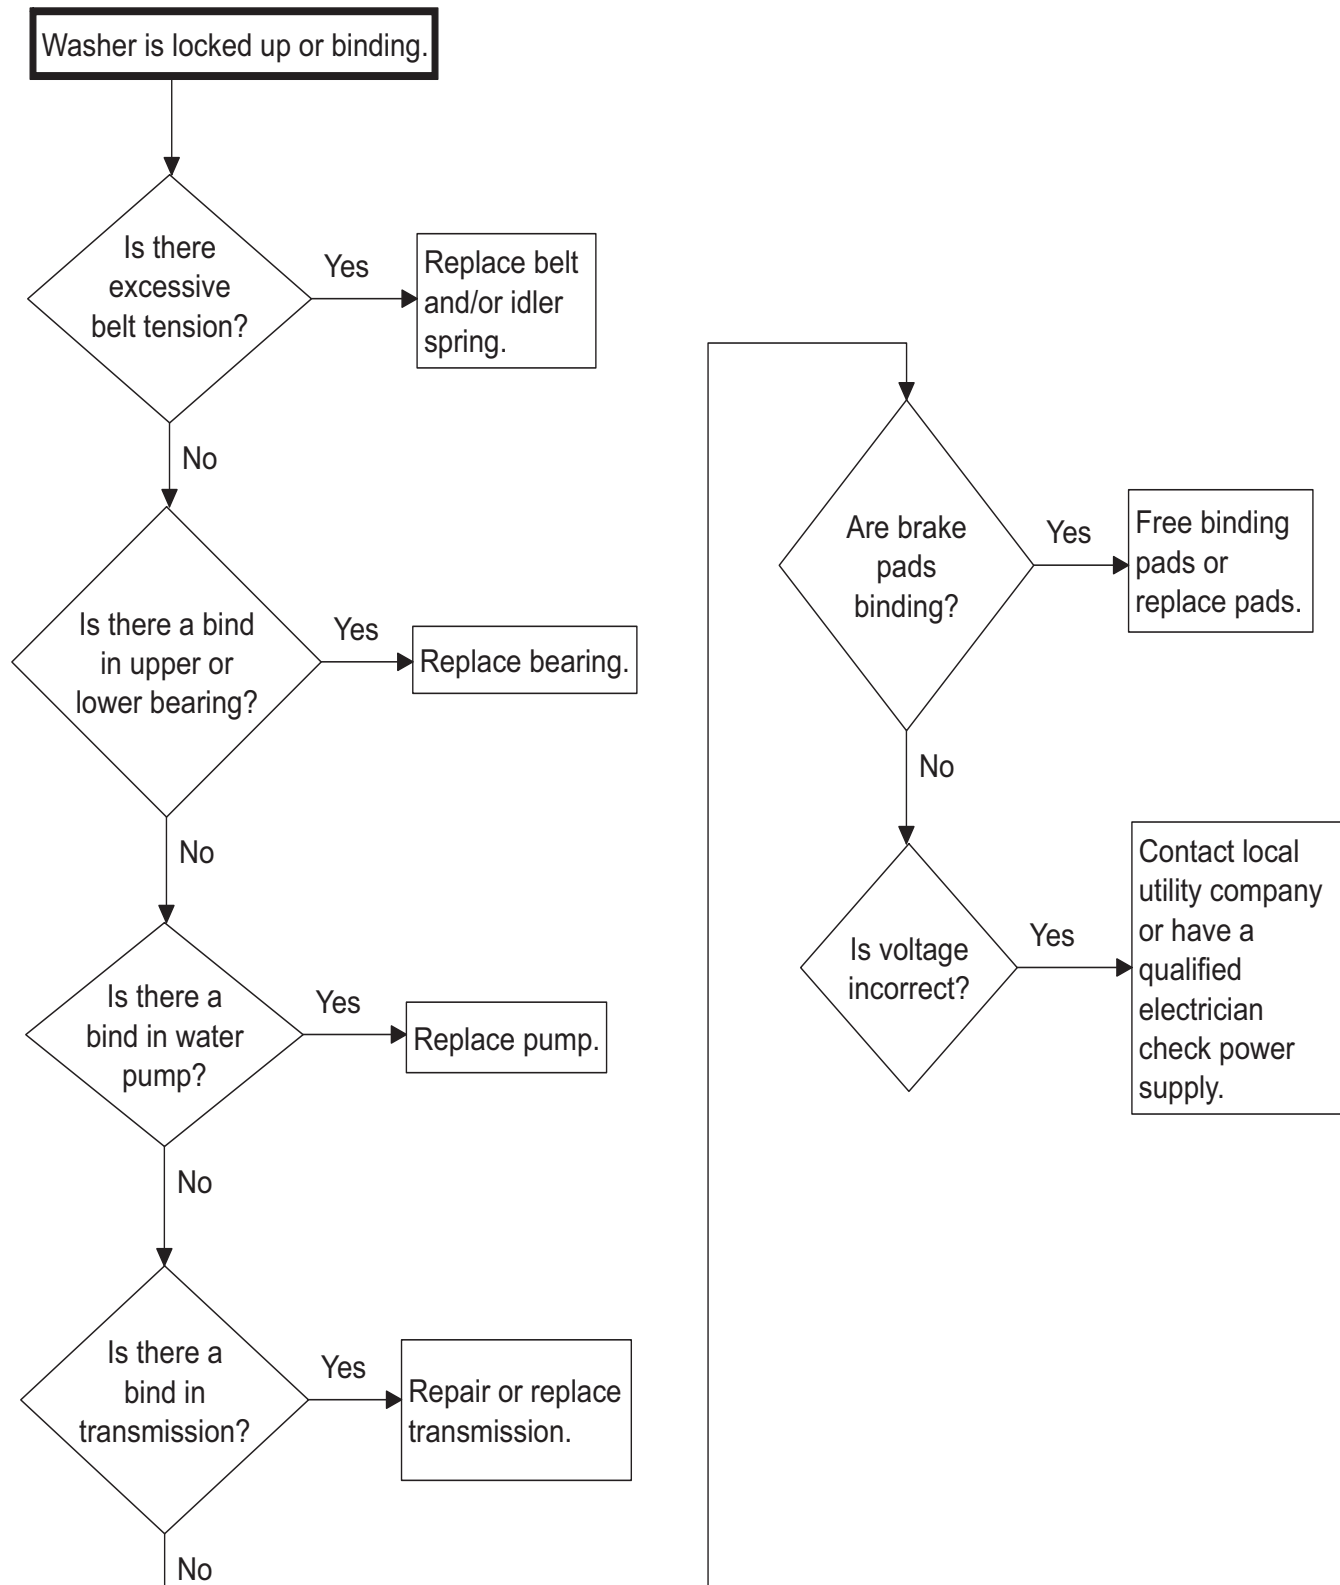 Washer is locked up or binding.
Is there
excessive
belt tension?
Yes
Replace belt
and/or idler
spring.
No
Is there a bind
in upper or
lower bearing?
Yes
Replace bearing.
No
Is there a
bind in water
pump?
Yes
Replace pump.
No
Is there a
bind in
transmission?
Yes
Repair or replace
transmission.
No
Are brake
pads
binding?
Yes
Free binding
pads or
replace pads.
No
Is voltage
incorrect?
Yes
Contact local
utility company
or have a
qualified
electrician
check power
supply.